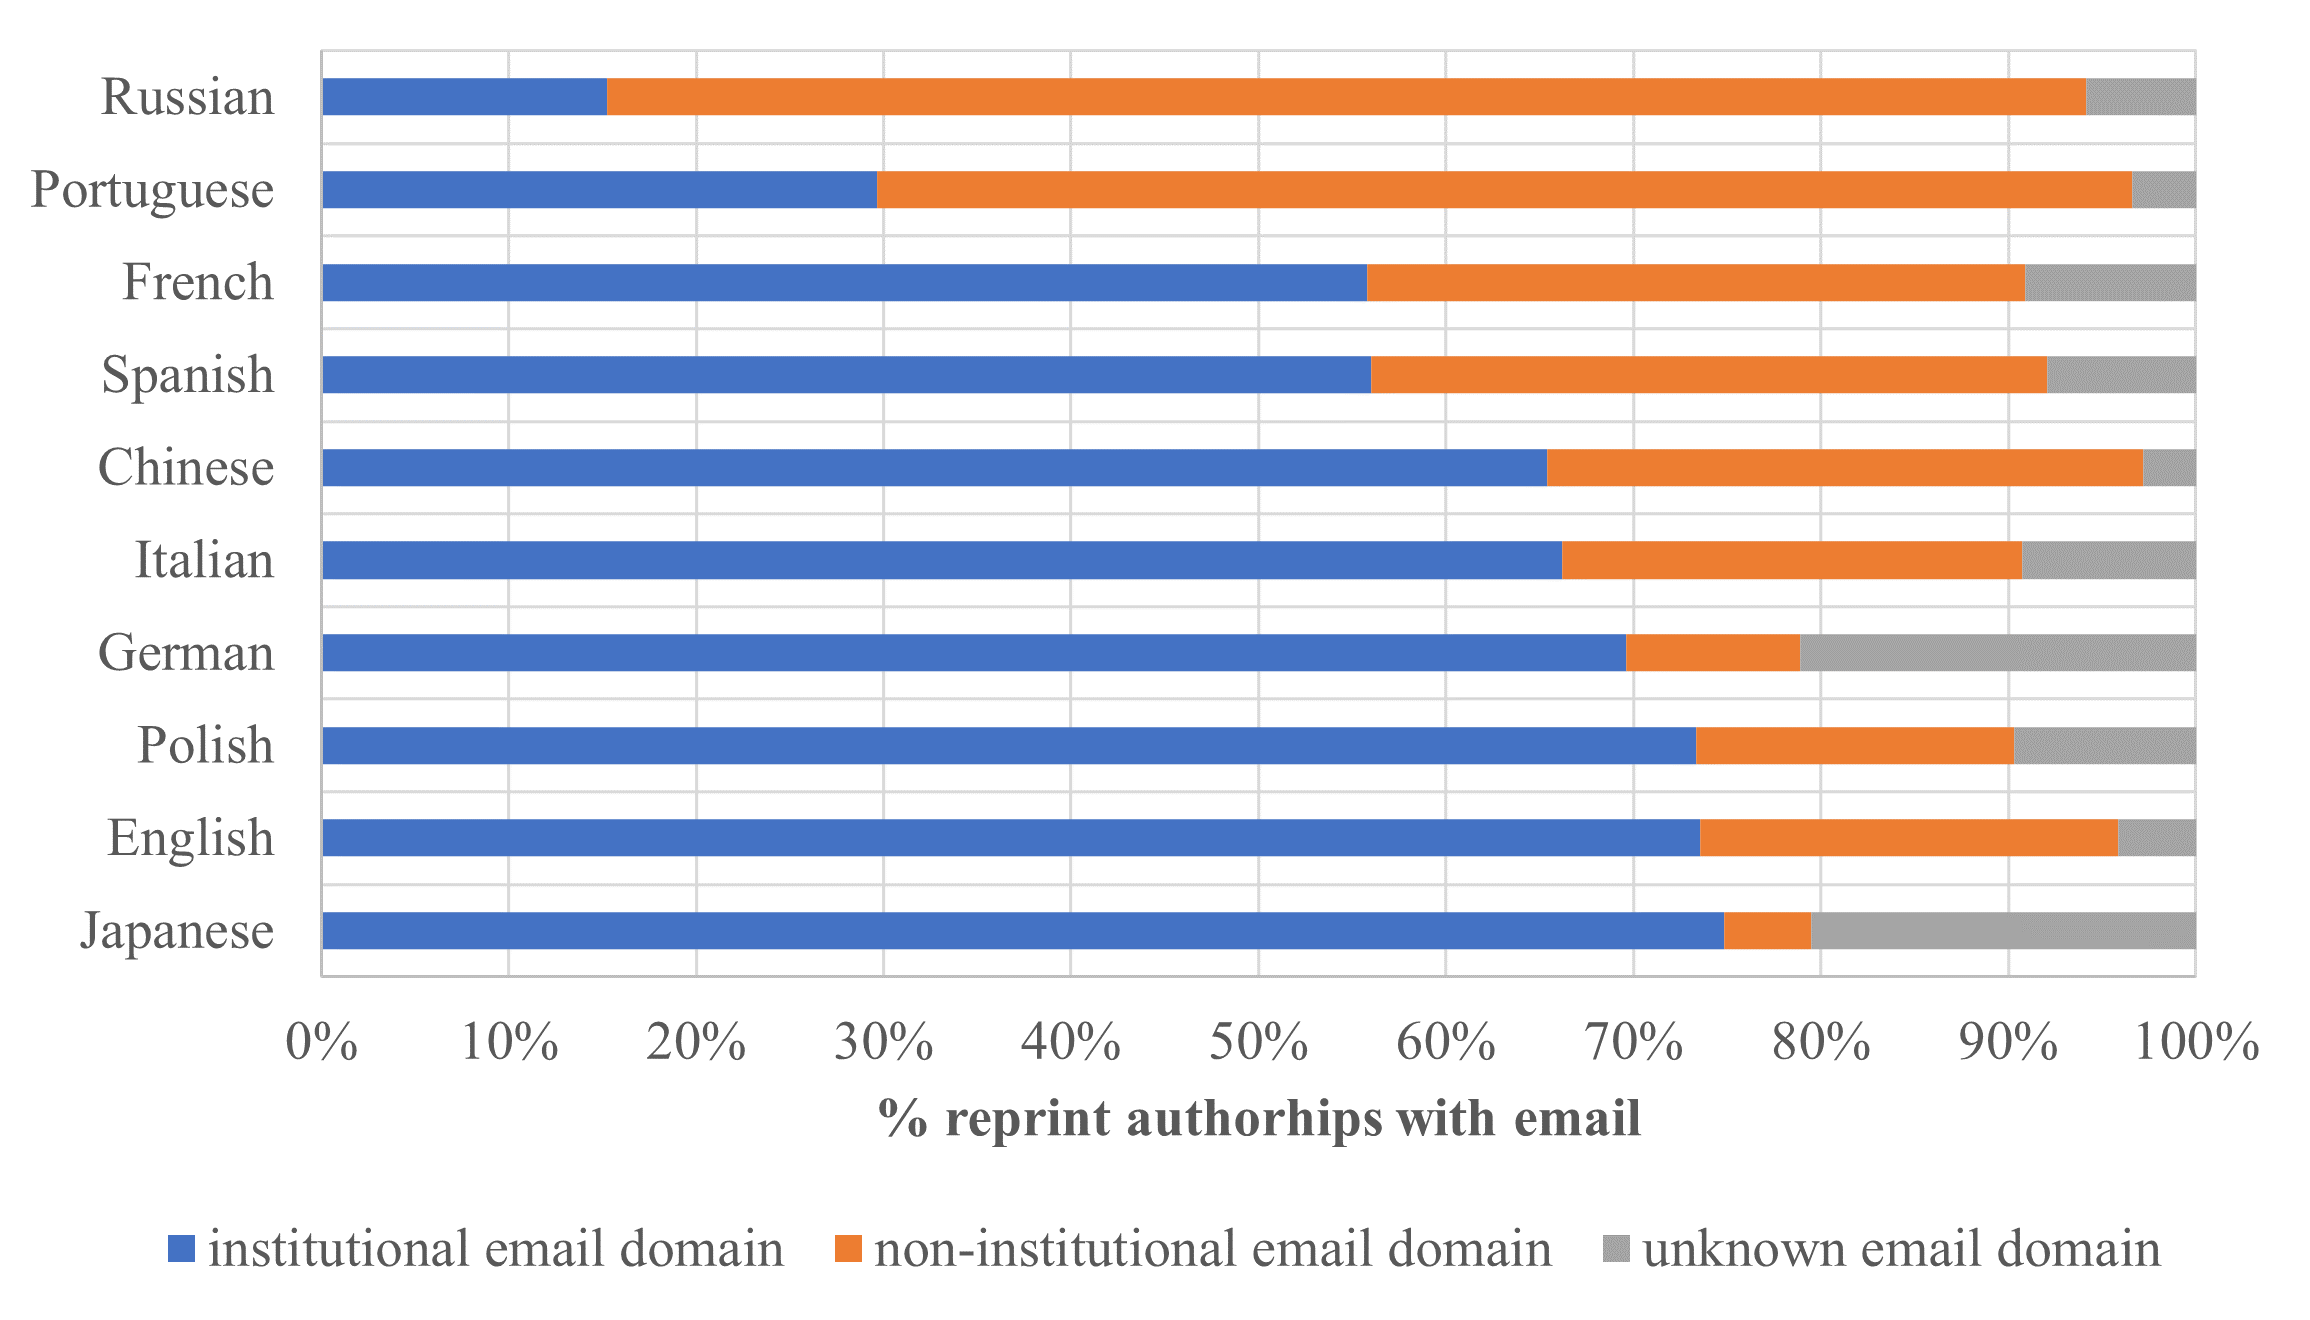 Russian
Portuguese
French
Spanish
Chinese
Italian
German
Polish
English
Japanese
0% 10% 20% 30% 40% 50% 60% 70% 80% 90% 100%
% reprint authorhips with email
institutional email domain non-institutional email domain unknown email domain